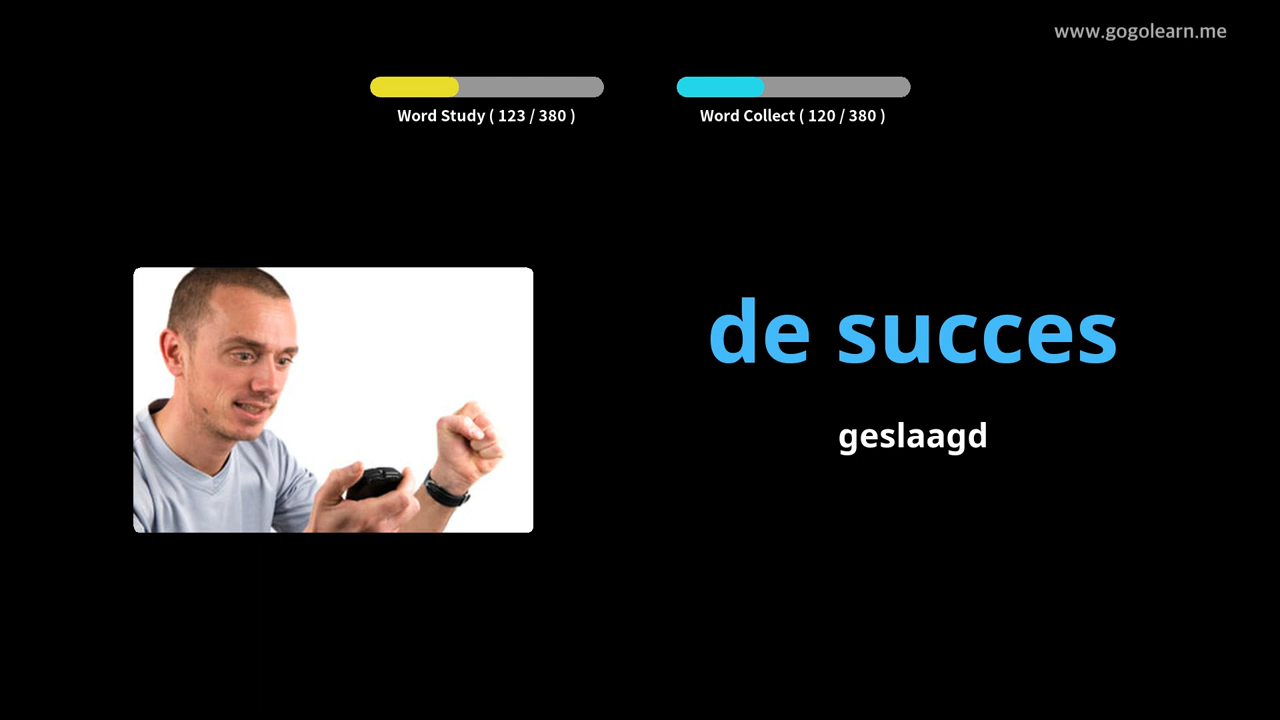 www.gogolearn.me
Word Study ( 123 / 380 )
Word Collect ( 120 / 380 )
de succes
geslaagd